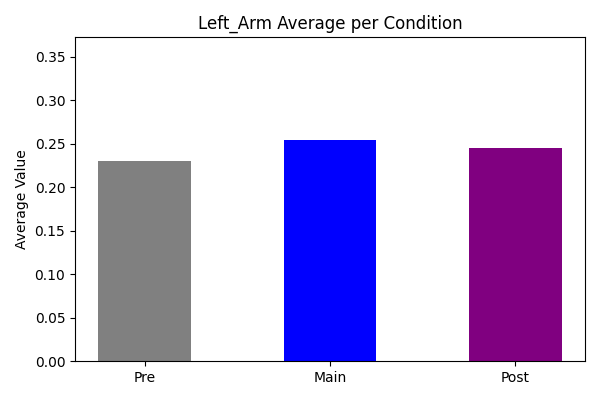 Left_Arm Average per Condition
Average Value
0.35
0.30
0.25
0.20
0.15
0.10
0.05
0.00
Pre
Main
Post